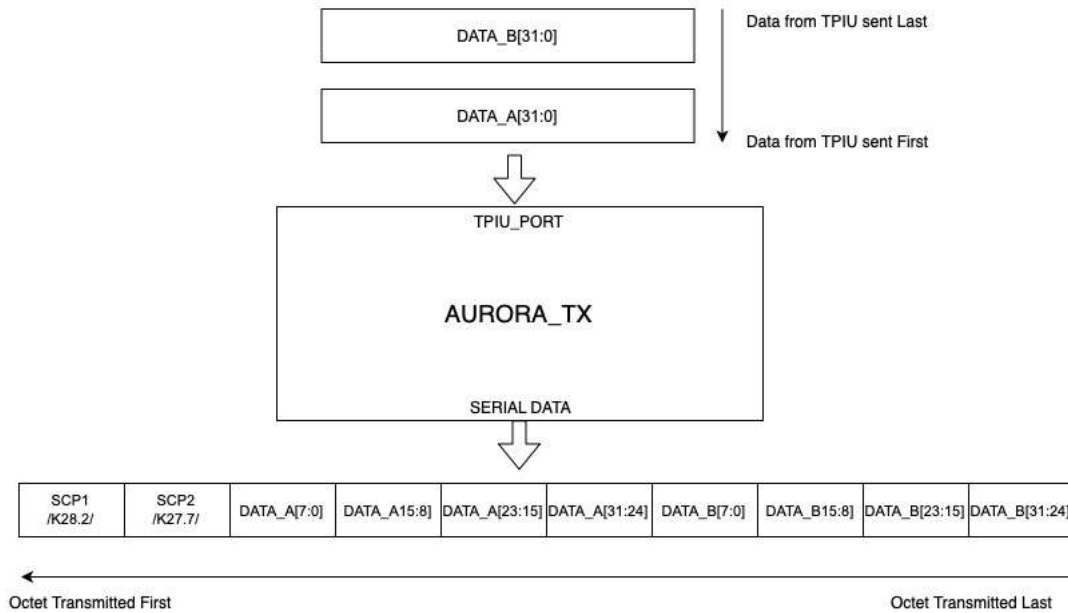 DATA_B[31:0]
Data from TPIU sent Last
DATA_A[31:0]
Data from TPIU sent First
TPIU_PORT
AURORA_TX
SERIAL DATA
SCP1
/K28.2/
SCP2
/K27.7/
DATA_A[7:0]
DATA_A15:8]
DATA_A[23:15]
DATA_A[31:24]
DATA_B[7:0]
DATA_B15:8]
DATA_B[23:15]
DATA_B[31:24]
Octet Transmitted First
Octet Transmitted Last